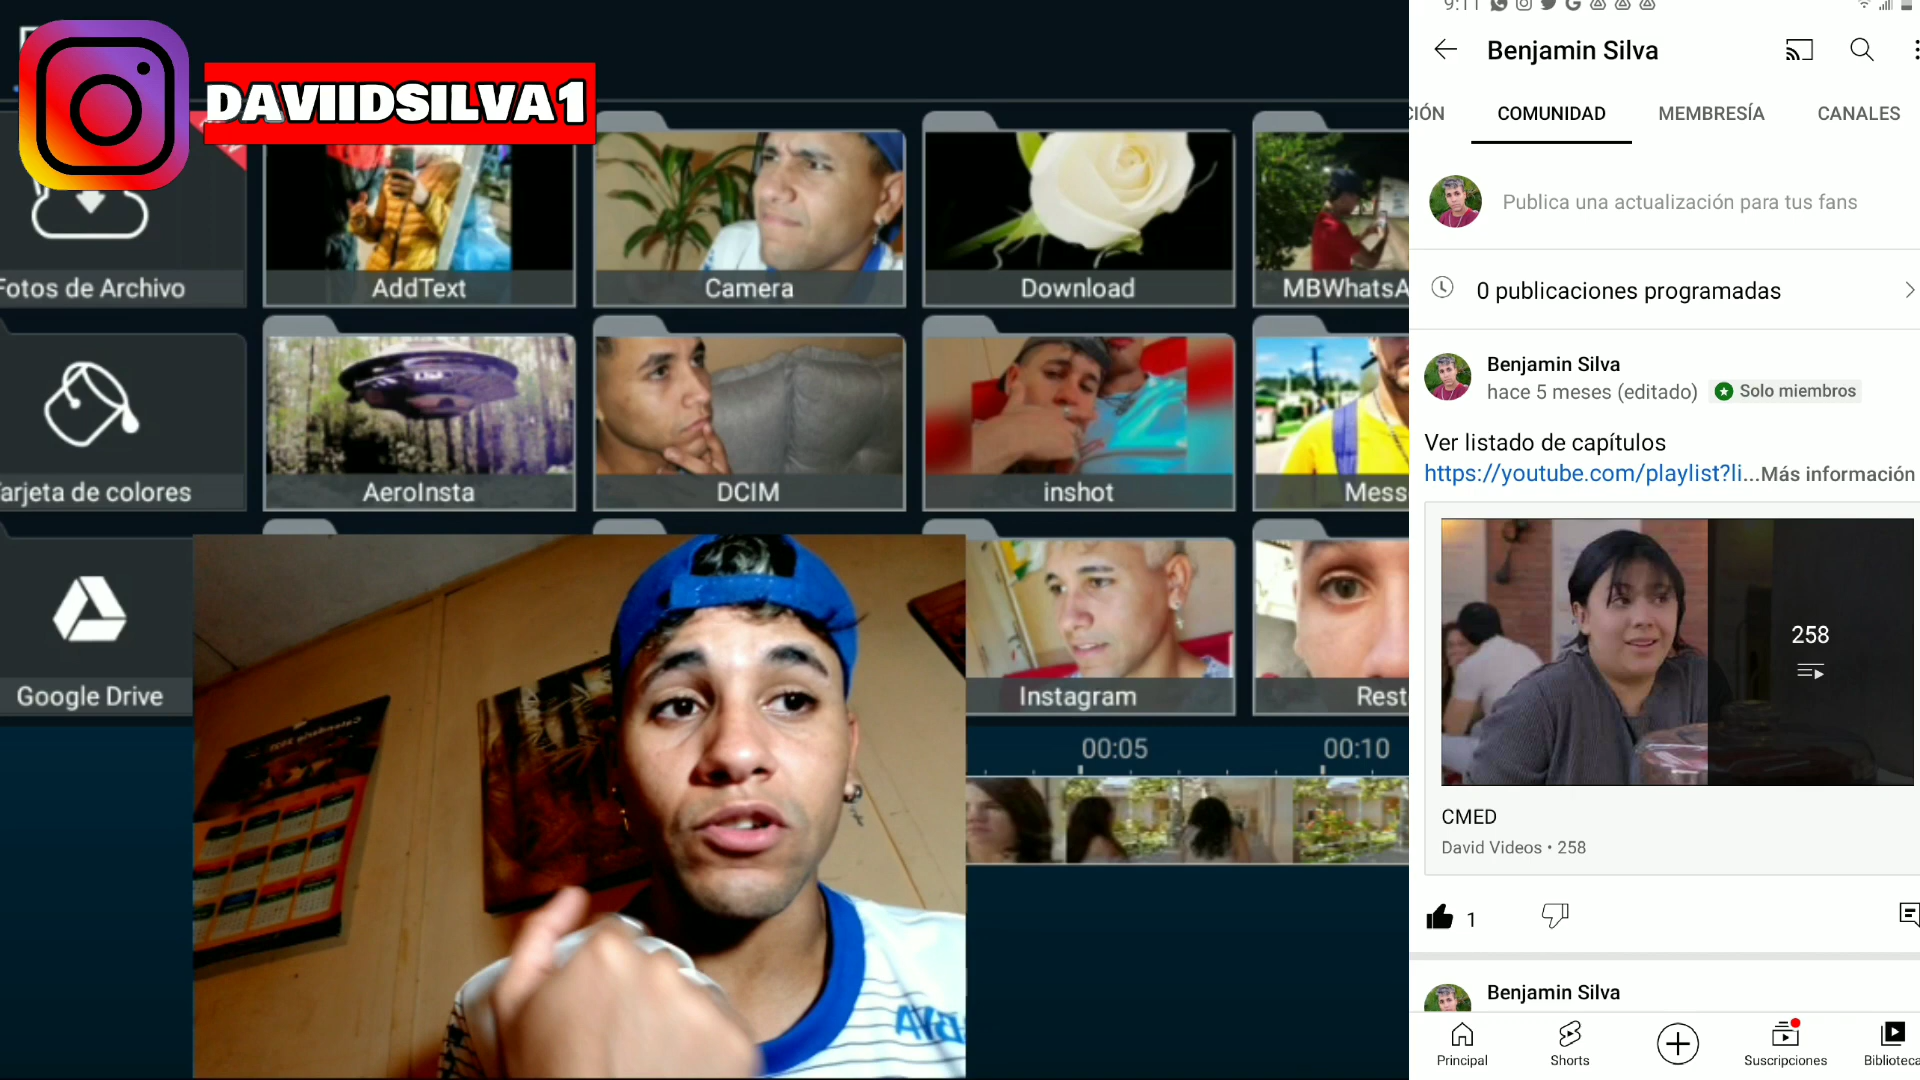 DAVIIDSILVA1
Fotos de Archivo
AddText
Camera
Download
MBWhatsA
arjeta de colores
AeroInsta
DCIM
inshot
Mess
Google Drive
Instagram
Rest
00:05
00:10
9:11
Benjamin Silva
CIÓN
COMUNIDAD
MEMBRESÍA
CANALES
Publica una actualización para tus fans
0 publicaciones programadas
Benjamin Silva
hace 5 meses (editado)
Solo miembros
Ver listado de capítulos
https://youtube.com/playlist?li...Más información
258
CMED
David Videos • 258
1
Benjamin Silva
Principal
Shorts
Suscripciones
Biblioteca